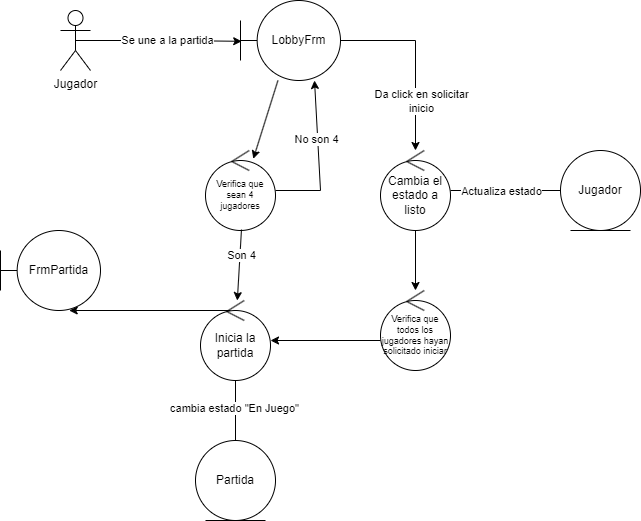 Se une a la partida
LobbyFrm
Jugador
Da click en solicitar
inicio
No son 4
Verifica que
sean 4
jugadores
Cambia el
estado a
listo
Actualiza estado
Jugador
Son 4
FrmPartida
Verifica que
todos los
jugadores hayan
solicitado iniciar
Inicia la
partida
cambia estado "En Juego"
Partida